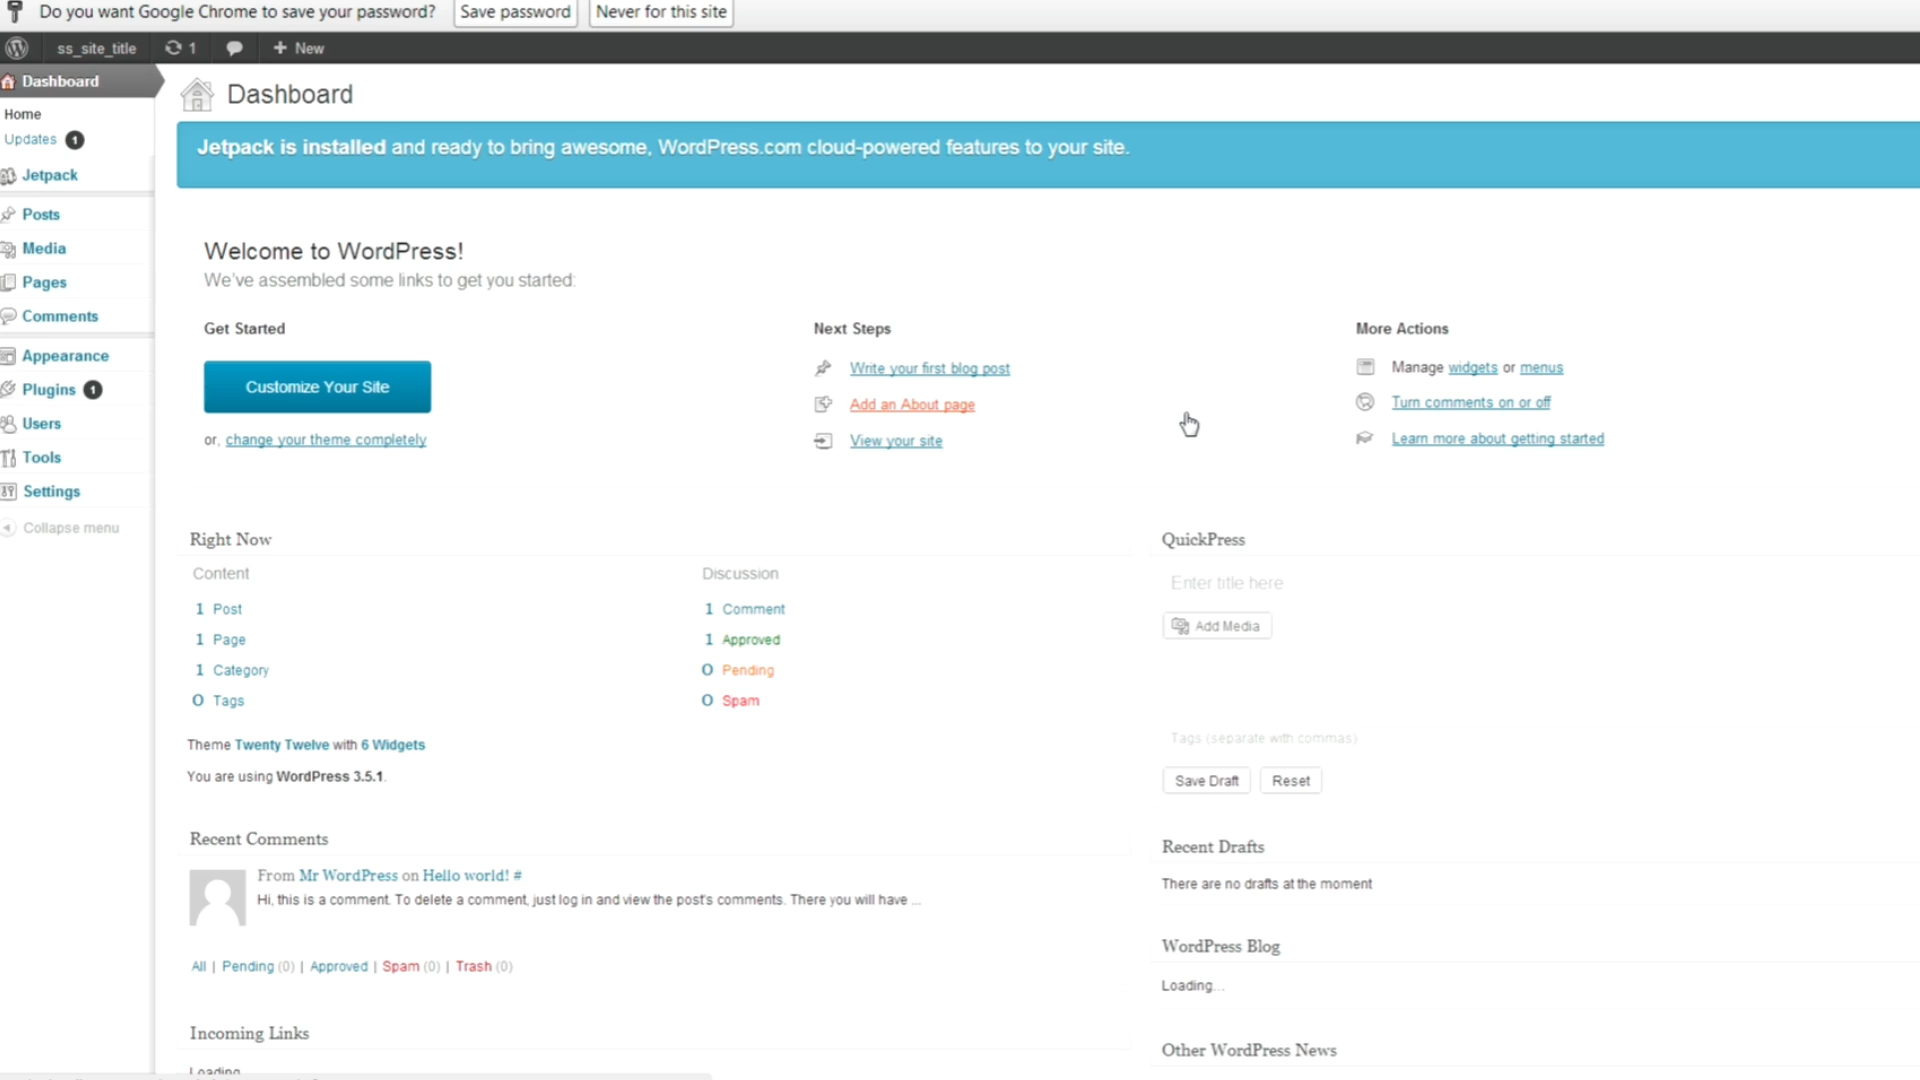 Do you want Google Chrome to save your password? Save password Never for this site
ss_site_title 1 + New
Dashboard
Home
Updates 1
Jetpack
Posts
Media
Pages
Comments
Appearance
Plugins 1
Users
Tools
Settings
Collapse menu
Dashboard
Jetpack is installed and ready to bring awesome, WordPress.com cloud-powered features to your site.
Welcome to WordPress!
We've assembled some links to get you started:
Get Started
Customize Your Site
or, change your theme completely
Next Steps
Write your first blog post
Add an About page
View your site
More Actions
Manage widgets or menus
Turn comments on or off
Learn more about getting started
Right Now
Content
1 Post
1 Page
1 Category
0 Tags
Discussion
1 Comment
1 Approved
0 Pending
0 Spam
Theme Twenty Twelve with 6 Widgets
You are using WordPress 3.5.1.
Recent Comments
From Mr WordPress on Hello world! #
Hi, this is a comment. To delete a comment, just log in and view the post's comments. There you will have ...
All | Pending (0) | Approved | Spam (0) | Trash (0)
Incoming Links
Loading
QuickPress
Enter title here
Add Media
Tags (separate with commas)
Save Draft Reset
Recent Drafts
There are no drafts at the moment
WordPress Blog
Loading...
Other WordPress News